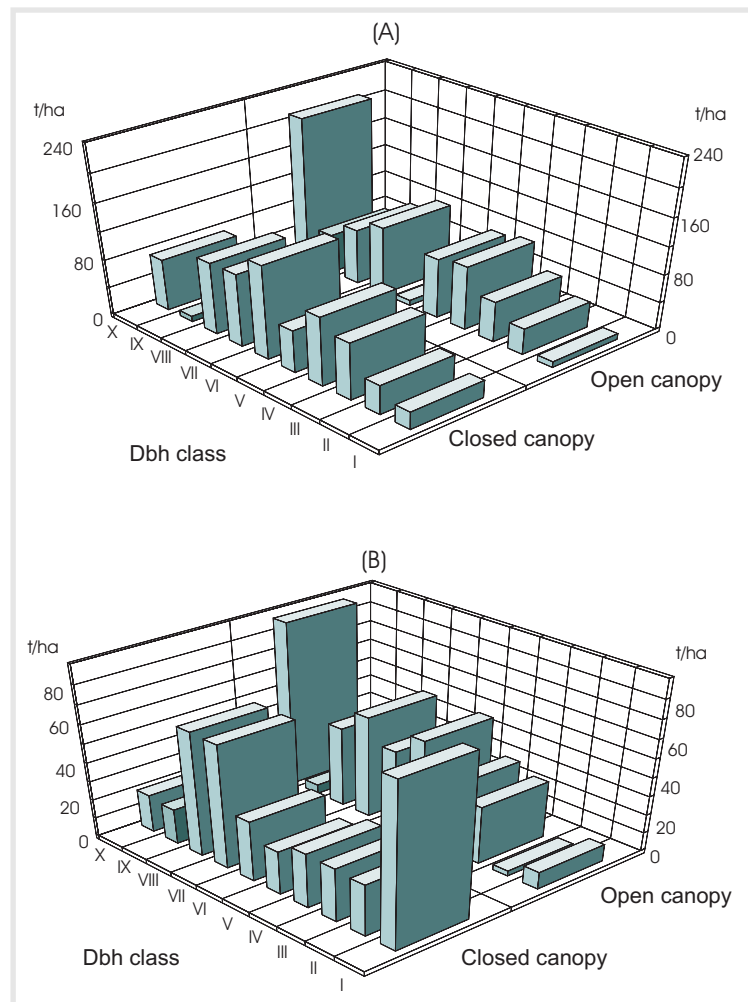 (A)
t/ha
240
160
80
0
X
IX
VIII
VII
VI
V
IV
III
II
I
Dbh class
Closed canopy
Open canopy
t/ha
240
160
80
0
(B)
t/ha
80
60
40
20
0
X
IX
VIII
VII
VI
V
IV
III
II
I
Dbh class
Closed canopy
Open canopy
t/ha
80
60
40
20
0